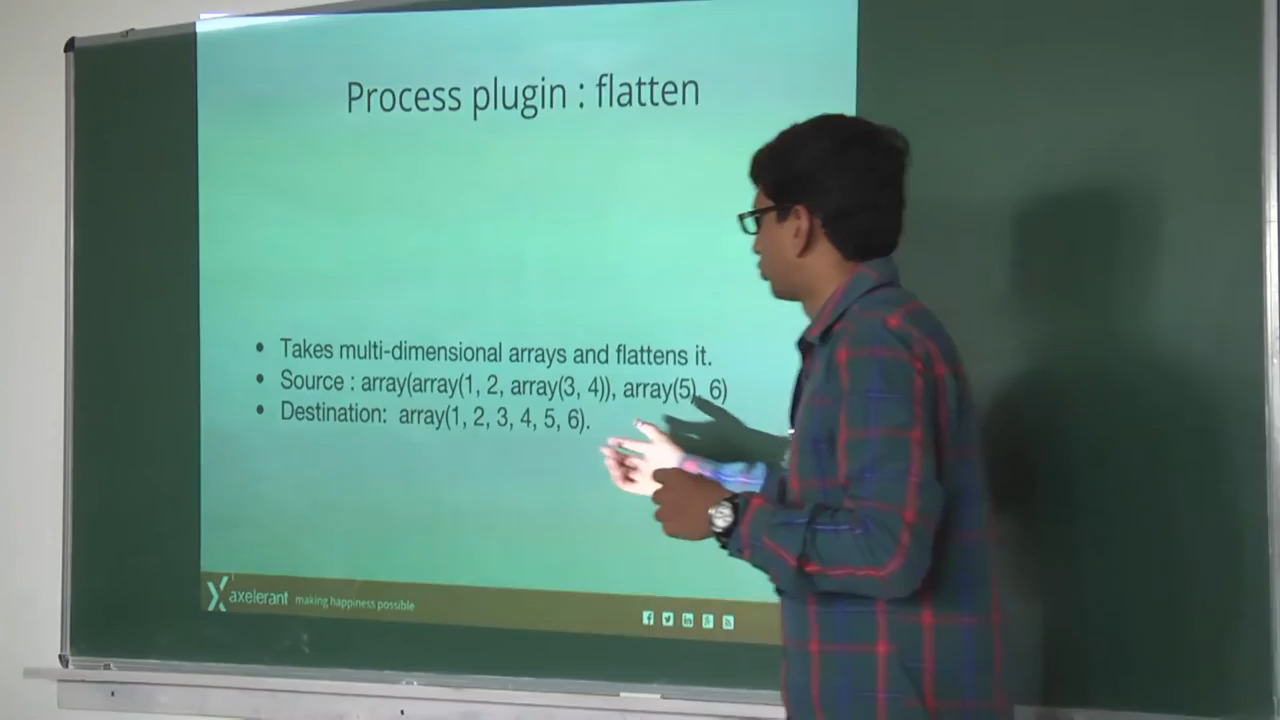 Process plugin : flatten
• Takes multi-dimensional arrays and flattens it.
• Source : array(array(1, 2, array(3, 4)), array(5), 6)
• Destination: array(1, 2, 3, 4, 5, 6).
axelerant making happiness possible